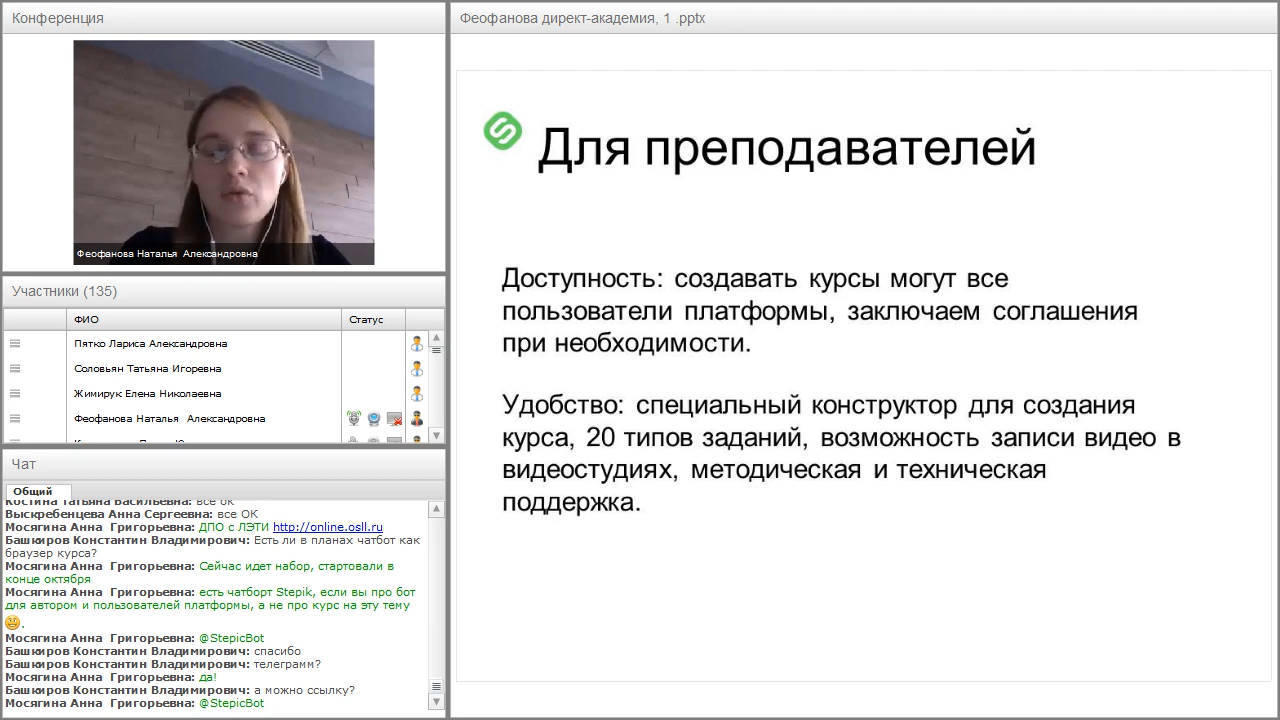 Конференция
Феофанова Наталья  Александровна
Участники (135)
ФИО
Статус
Пятко Лариса Александровна
Соловьян Татьяна Игоревна
Жимирук Елена Николаевна
Феофанова Наталья  Александровна
Чат
Общий
Костина Татьяна Васильевна: все ок
Выскребенцева Анна Сергеевна: все ОК
Мосягина Анна  Григорьевна: ДПО с ЛЭТИ http://online.osll.ru
Башкиров Константин Владимирович: Есть ли в планах чатбот как
браузер курса?
Мосягина Анна  Григорьевна: Сейчас идет набор, стартовали в
конце октября
Мосягина Анна  Григорьевна: есть чатборт Stepik, если вы про бот
для автором и пользователей платформы, а не про курс на эту тему
.
Мосягина Анна  Григорьевна: @StepicBot
Башкиров Константин Владимирович: спасибо
Башкиров Константин Владимирович: телеграмм?
Мосягина Анна  Григорьевна: да!
Башкиров Константин Владимирович: а можно ссылку?
Мосягина Анна  Григорьевна: @StepicBot
Феофанова директ-академия, 1 .pptx
Для преподавателей
Доступность: создавать курсы могут все
пользователи платформы, заключаем соглашения
при необходимости.
Удобство: специальный конструктор для создания
курса, 20 типов заданий, возможность записи видео в
видеостудиях, методическая и техническая
поддержка.